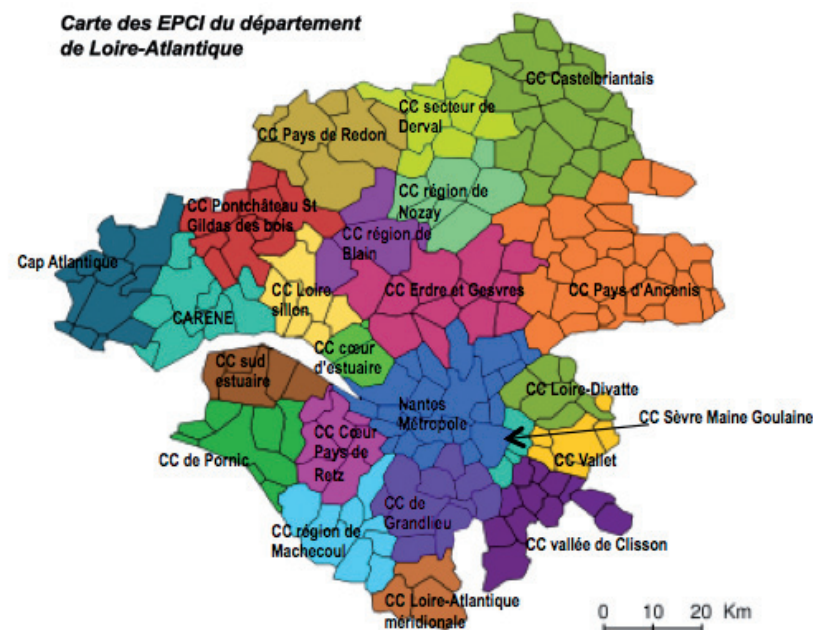 Carte des EPCI du département
de Loire-Atlantique
CC Castelbriantais
CC secteur de
Derval
CC Pays de Redon
CC région de
Nozay
CC Pontchâteau St
Gildas des bois
CC région de
Blain
Cap Atlantique
CC Loire
sillon
CC Erdre et Gesvres
CC Pays d'Ancenis
CARENE
CC cœur
d'estuaire
CC sud
estuaire
CC Loire-Divatte
Nantes
Métropole
CC Sèvre Maine Goulaine
CC Cœur
Pays de
Retz
CC de Pornic
CC Vallet
CC de
Grandlieu
CC région de
Machecoul
CC vallée de Clisson
CC Loire-Atlantique
méridionale
0 10 20 Km